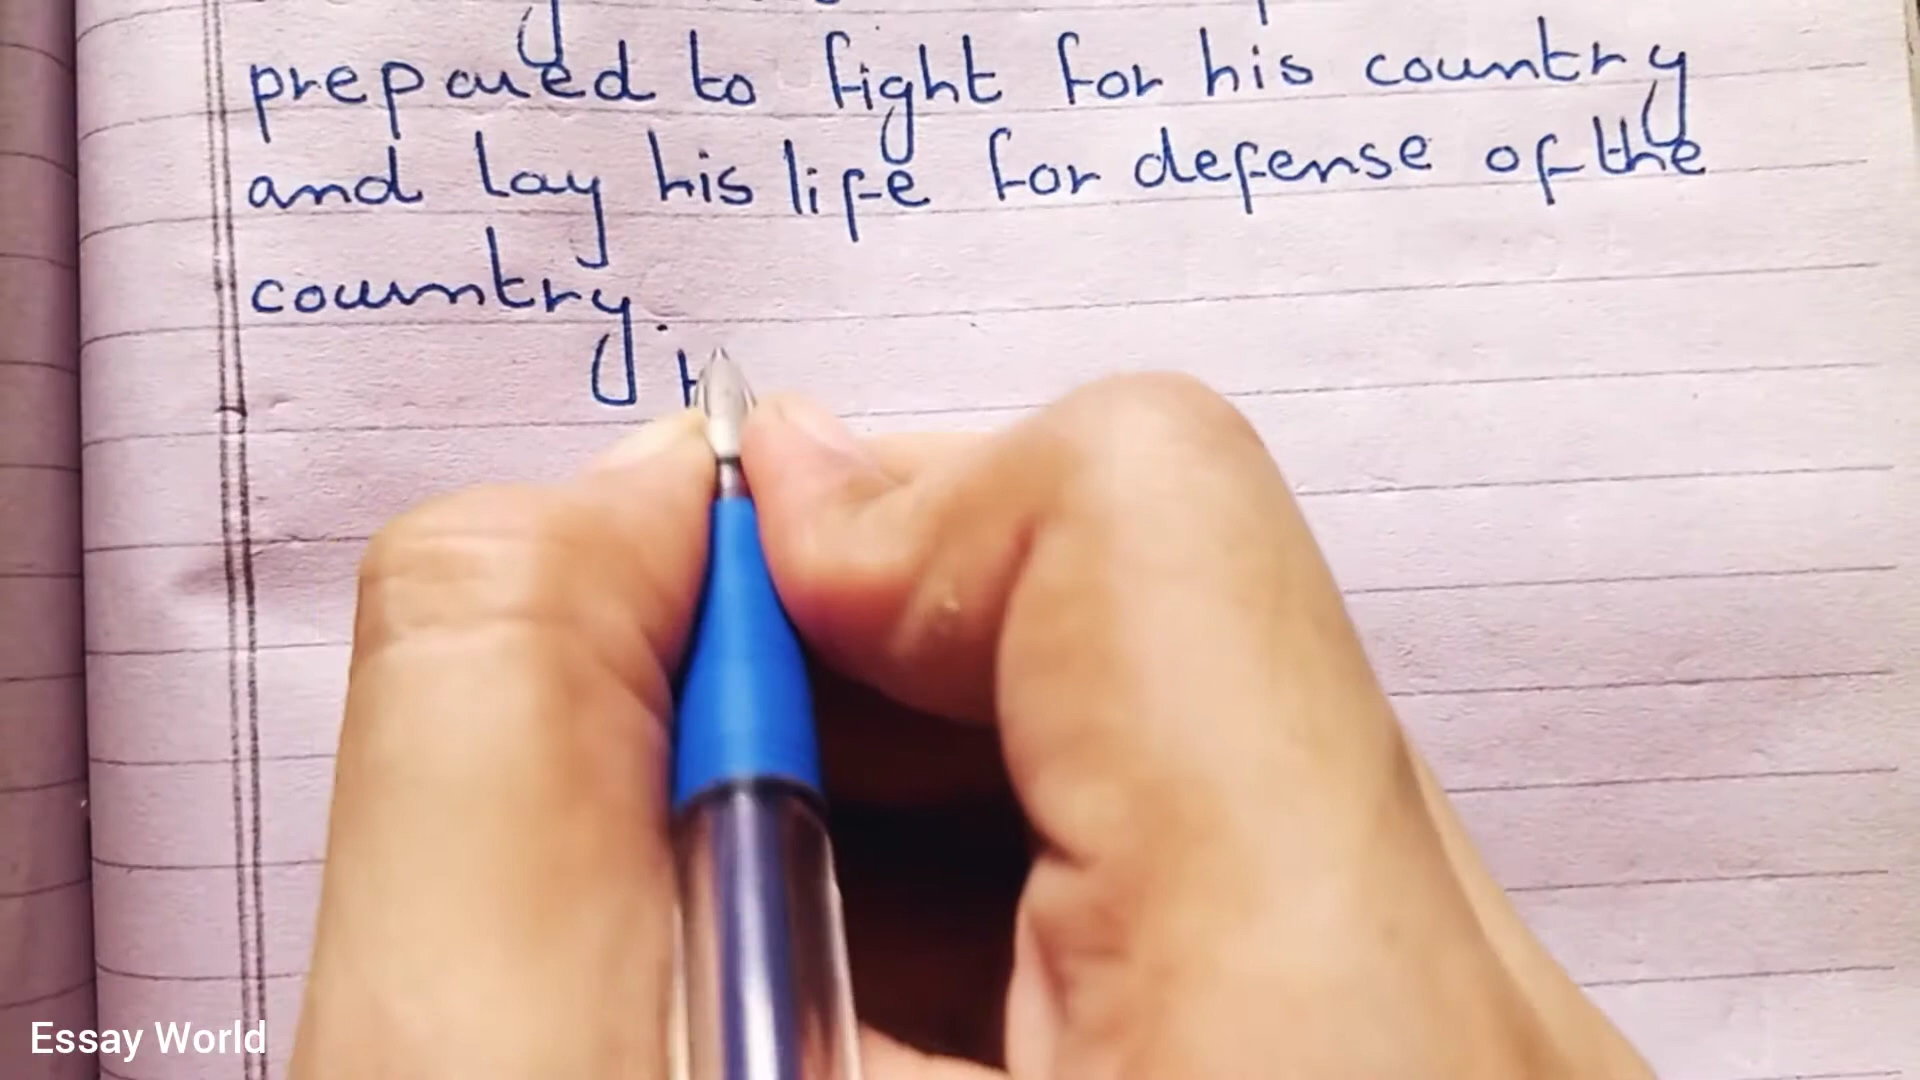 prepared to fight for his country
and lay his life for defense of the
country.
Essay World